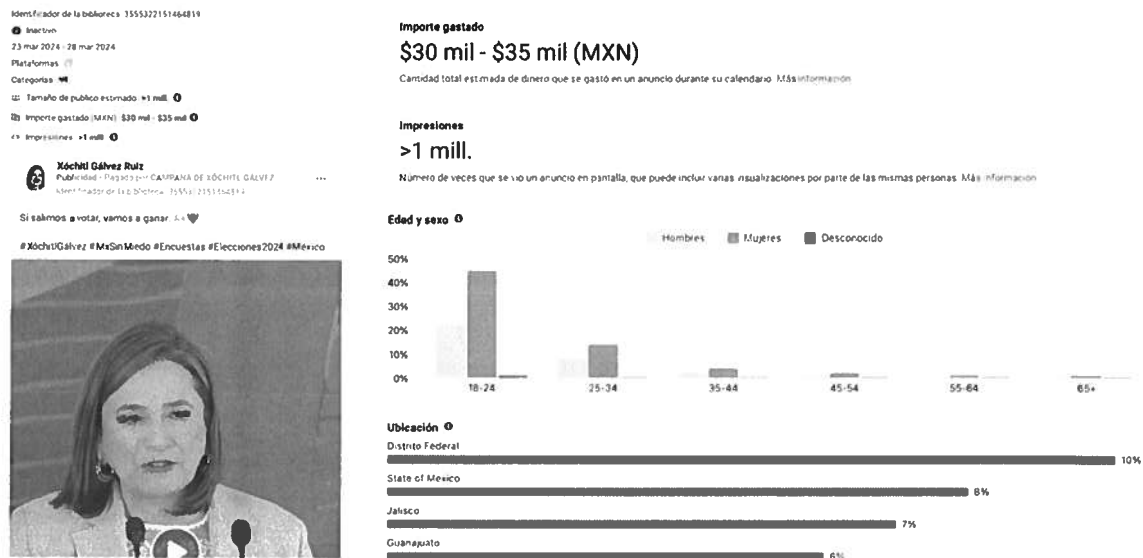 Identificador de la biblioteca: 3555322151464819
Inactivo
23 mar 2024 - 28 mar 2024
Plataformas
Categorías
Tamaño de público estimado: >1 mill.
Importe gastado (MXN): $30 mil - $35 mil
Impresiones: >1 mill.
Xóchitl Gálvez Ruiz
Publicidad • Pagado por CAMPAÑA DE XÓCHITL GÁLVEZ
Identificador de la biblioteca:
Si salimos a votar, vamos a ganar.
#XóchitlGálvez #MxSinMiedo #Encuestas #Elecciones2024 #México
Importe gastado
$30 mil - $35 mil (MXN)
Cantidad total estimada de dinero que se gastó en un anuncio durante su calendario. Más información
Impresiones
>1 mill.
Número de veces que se vio un anuncio en pantalla, que puede incluir varias visualizaciones por parte de las mismas personas. Más información
Edad y sexo
Hombres Mujeres Desconocido
50%
40%
30%
20%
10%
0%
18-24 25-34 35-44 45-54 55-64 65+
Ubicación
Distrito Federal
10%
State of Mexico
8%
Jalisco
7%
Guanajuato
6%